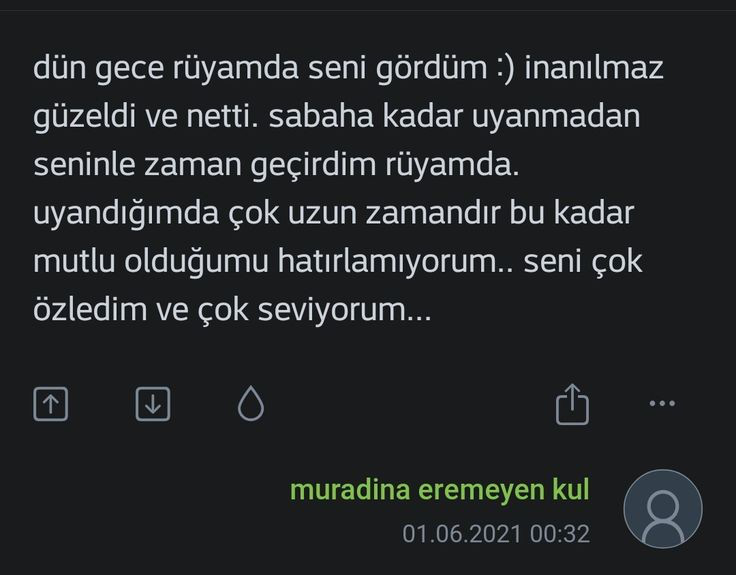 dün gece rüyamda seni gördüm :) inanılmaz
güzeldi ve netti. sabaha kadar uyanmadan
seninle zaman geçirdim rüyamda.
uyandığımda çok uzun zamandır bu kadar
mutlu olduğumu hatırlamıyorum.. seni çok
özledim ve çok seviyorum...
muradina eremeyen kul
01.06.2021 00:32